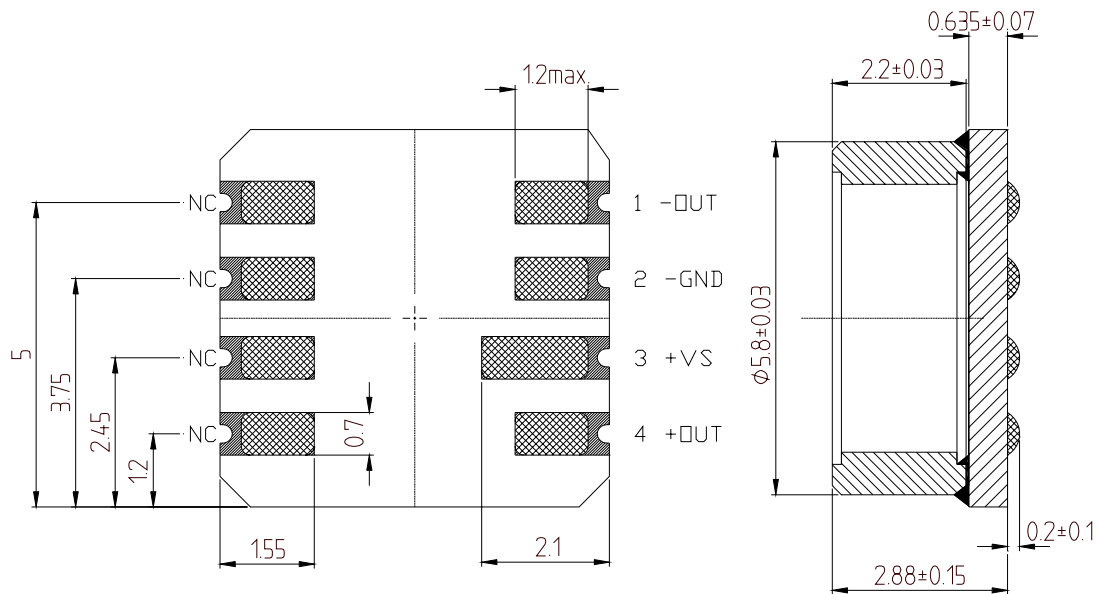 0.635±0.07
2.2±0.03
1.2max.
NC
1 -OUT
NC
2 -GND
NC
3 +VS
NC
4 +OUT
5
3.75
2.45
1.2
0.7
1.55
2.1
Φ5.8±0.03
0.2±0.1
2.88±0.15